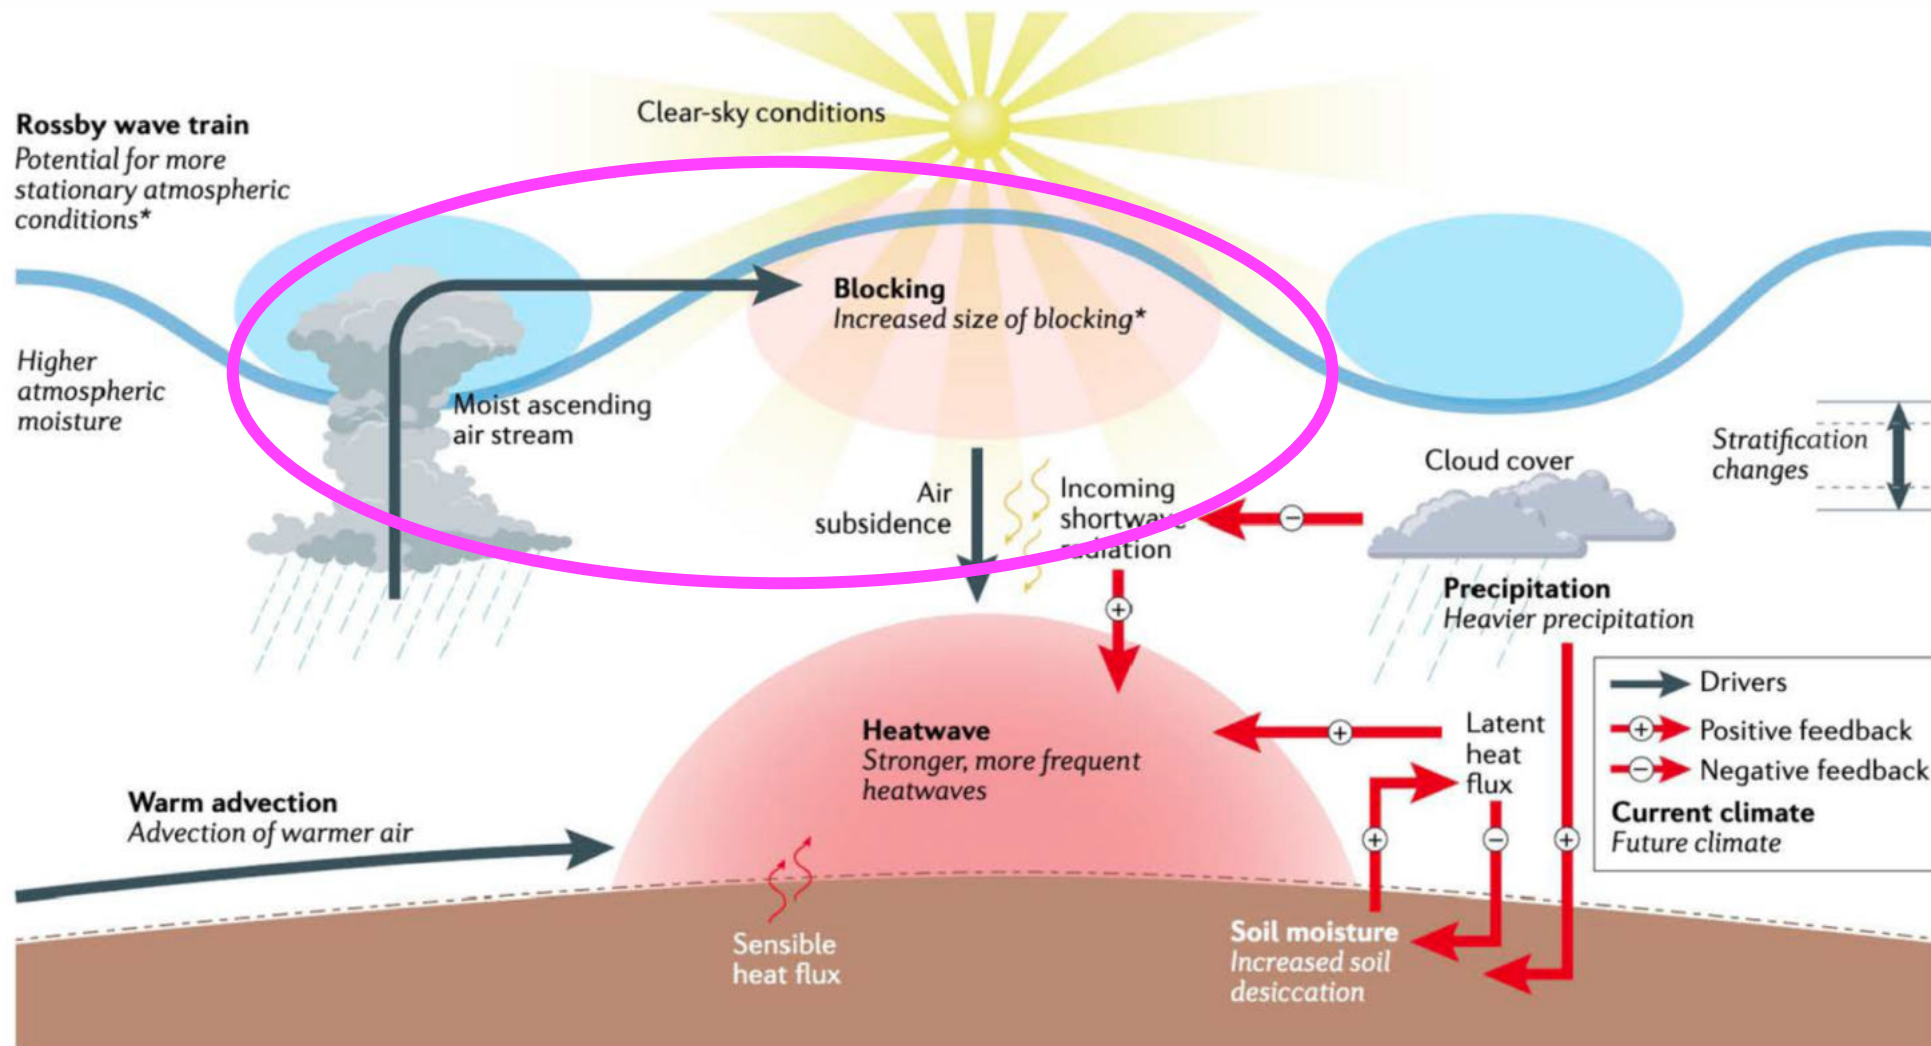 Clear-sky conditions
Rossby wave train
Potential for more
stationary atmospheric
conditions*
Blocking
Increased size of blocking*
Higher
atmospheric
moisture
Moist ascending
air stream
Air
subsidence
Incoming
shortwave
radiation
−
Cloud cover
Stratification
changes
Precipitation
Heavier precipitation
+
Heatwave
Stronger, more frequent
heatwaves
+
Latent
heat
flux
Warm advection
Advection of warmer air
+
−
+
Sensible
heat flux
Soil moisture
Increased soil
desiccation
Drivers
+ Positive feedback
− Negative feedback
Current climate
Future climate